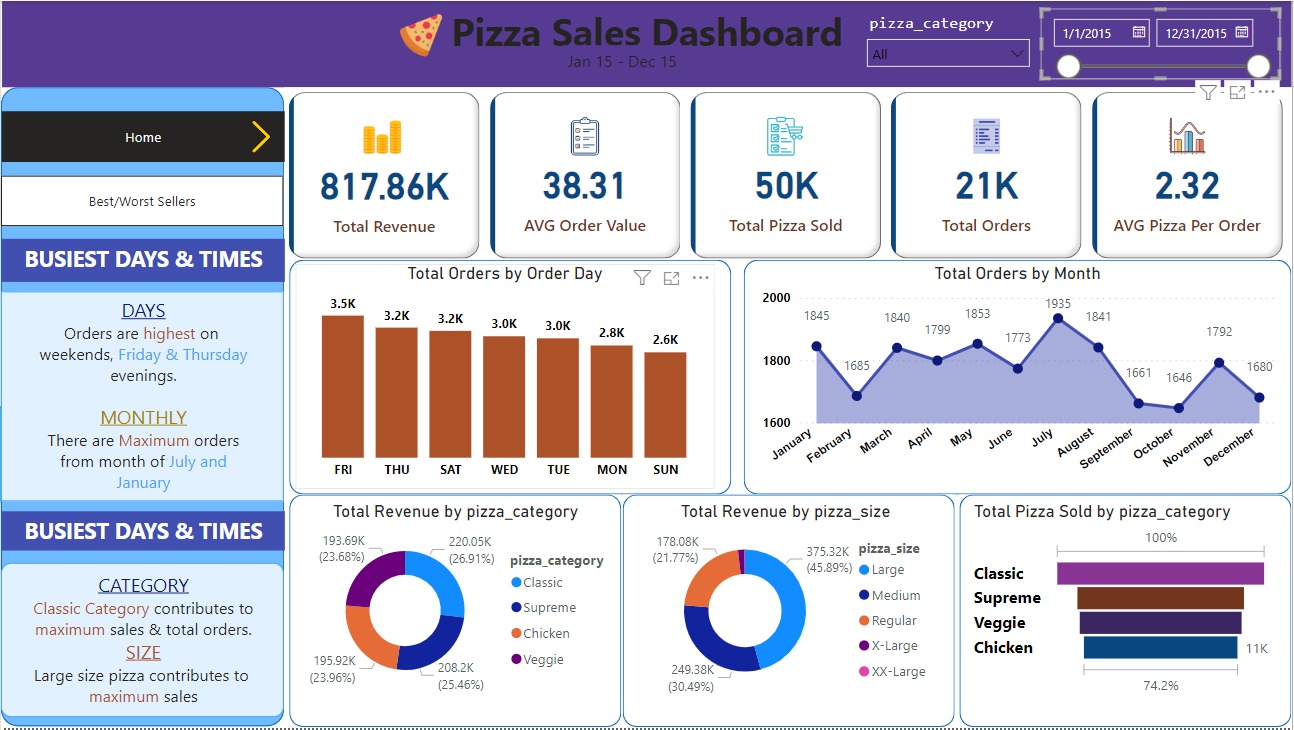 Pizza Sales Dashboard
Jan 15 - Dec 15
pizza_category
All
1/1/2015
12/31/2015
Home
Best/Worst Sellers
BUSIEST DAYS & TIMES
DAYS
Orders are highest on
weekends, Friday & Thursday
evenings.
MONTHLY
There are Maximum orders
from month of July and
January
BUSIEST DAYS & TIMES
CATEGORY
Classic Category contributes to
maximum sales & total orders.
SIZE
Large size pizza contributes to
maximum sales
817.86K
Total Revenue
38.31
AVG Order Value
50K
Total Pizza Sold
21K
Total Orders
2.32
AVG Pizza Per Order
Total Orders by Order Day
3.5K
3.2K
3.2K
3.0K
3.0K
2.8K
2.6K
FRI
THU
SAT
WED
TUE
MON
SUN
Total Orders by Month
2000
1800
1600
1845
1685
1840
1799
1853
1773
1935
1841
1661
1646
1792
1680
January
February
March
April
May
June
July
August
September
October
November
December
Total Revenue by pizza_category
193.69K
(23.68%)
220.05K
(26.91%)
195.92K
(23.96%)
208.2K
(25.46%)
pizza_category
Classic
Supreme
Chicken
Veggie
Total Revenue by pizza_size
178.08K
(21.77%)
375.32K
(45.89%)
249.38K
(30.49%)
pizza_size
Large
Medium
Regular
X-Large
XX-Large
Total Pizza Sold by pizza_category
100%
Classic
Supreme
Veggie
Chicken
11K
74.2%